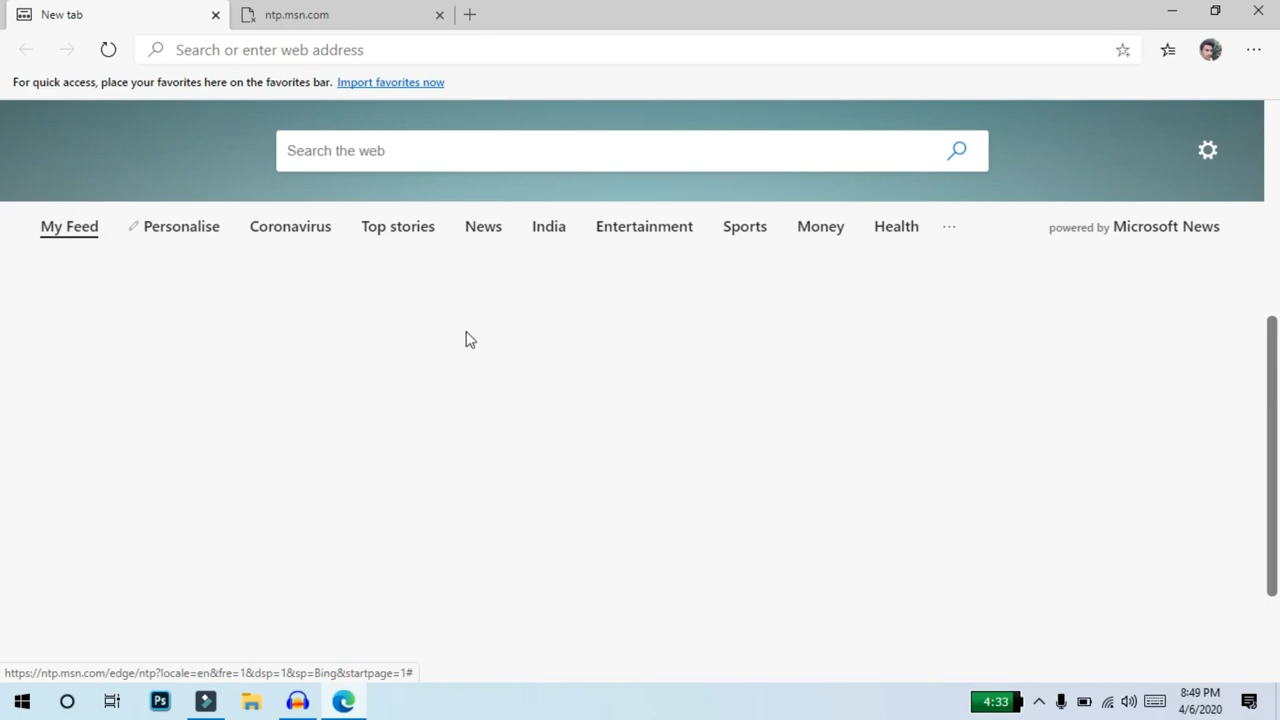 New tab
ntp.msn.com
Search or enter web address
For quick access, place your favorites here on the favorites bar. Import favorites now
Search the web
My Feed Personalise Coronavirus Top stories News India Entertainment Sports Money Health ... powered by Microsoft News
https://ntp.msn.com/edge/ntp?locale=en&fre=1&dsp=1&sp=Bing&startpage=1#
Ps
4:33
8:49 PM
4/6/2020